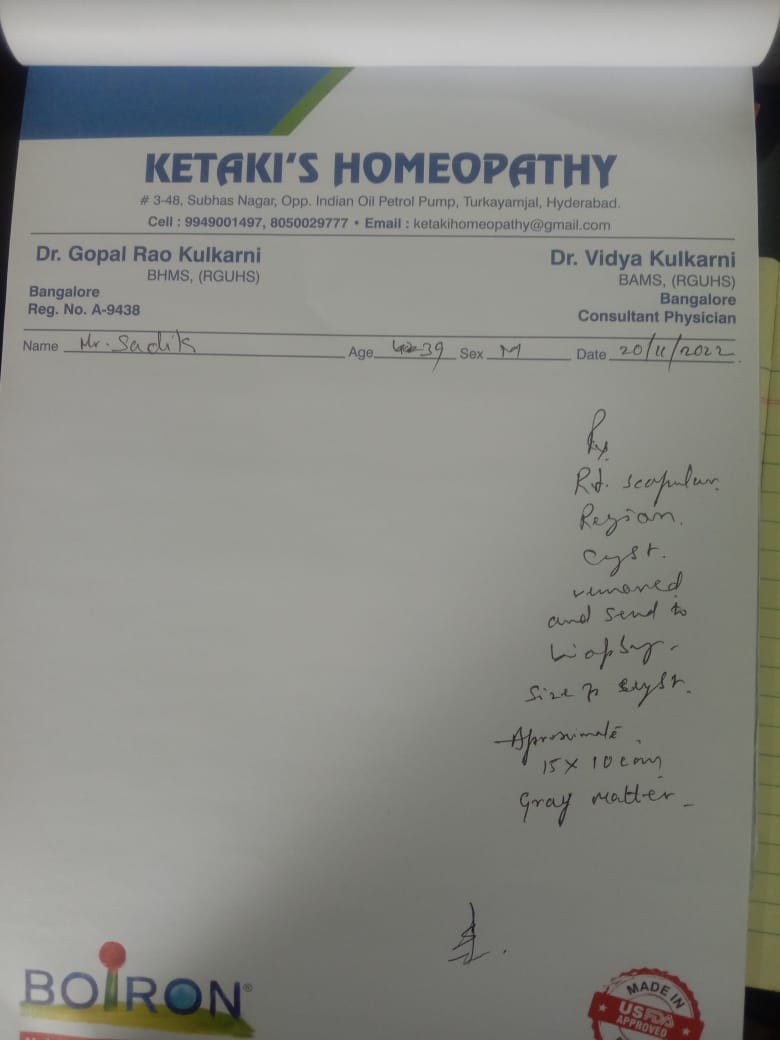 KETAKI'S HOMEOPATHY
# 3-48, Subhas Nagar, Opp. Indian Oil Petrol Pump, Turkayamjal, Hyderabad.
Cell : 9949001497, 8050029777 • Email : ketakihomeopathy@gmail.com
Dr. Gopal Rao Kulkarni
BHMS, (RGUHS)
Bangalore
Reg. No. A-9438
Dr. Vidya Kulkarni
BAMS, (RGUHS)
Bangalore
Consultant Physician
Name Mr. Sadik Age 39 Sex M Date 20/11/2022
Rx
Rt. scapular
Region.
cyst.
removed
and send to
biopsy.
Size of cyst.
Aproximate.
15 x 10 cm
Gray matter
BOIRON®
MADE IN
USFDA
APPROVED